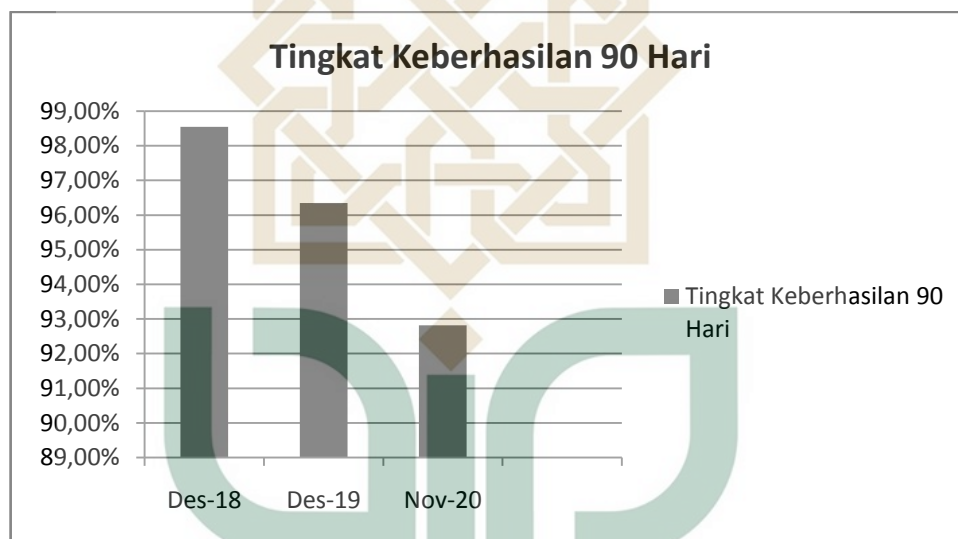 Tingkat Keberhasilan 90 Hari
99,00%
98,00%
97,00%
96,00%
95,00%
94,00%
93,00%
92,00%
91,00%
90,00%
89,00%
Des-18 Des-19 Nov-20
Tingkat Keberhasilan 90
Hari